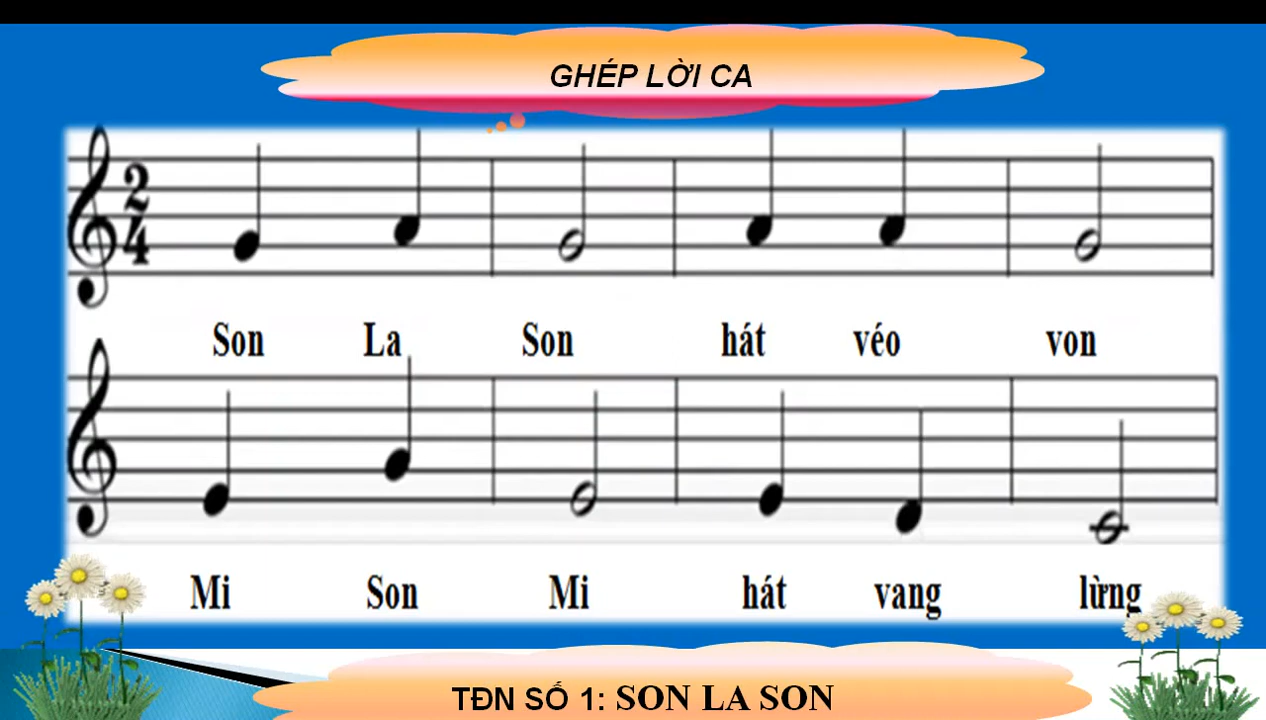 GHÉP LỜI CA
2
4
Son La Son hát véo von
Mi Son Mi hát vang lừng
TĐN SỐ 1: SON LA SON